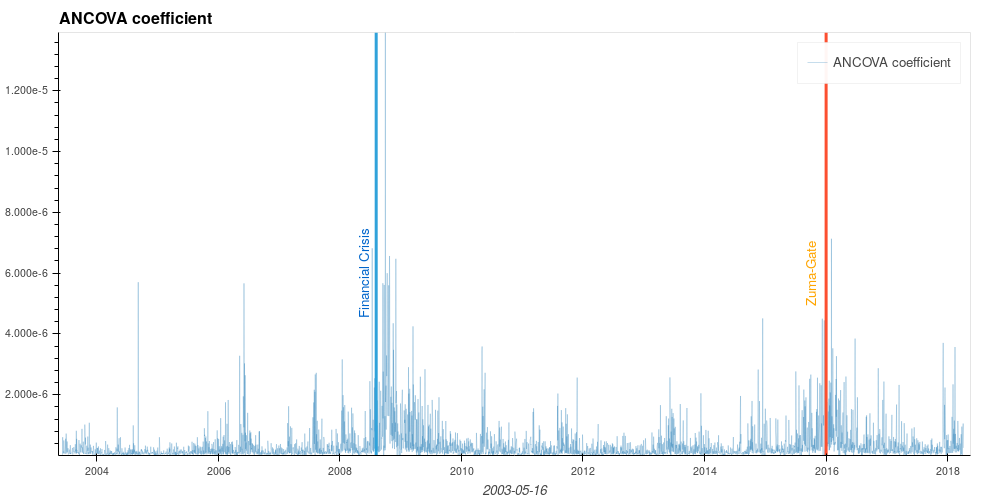 ANCOVA coefficient
ANCOVA coefficient
1.200e-5
1.000e-5
8.000e-6
6.000e-6
4.000e-6
2.000e-6
Financial Crisis
Zuma-Gate
2004 2006 2008 2010 2012 2014 2016 2018
2003-05-16